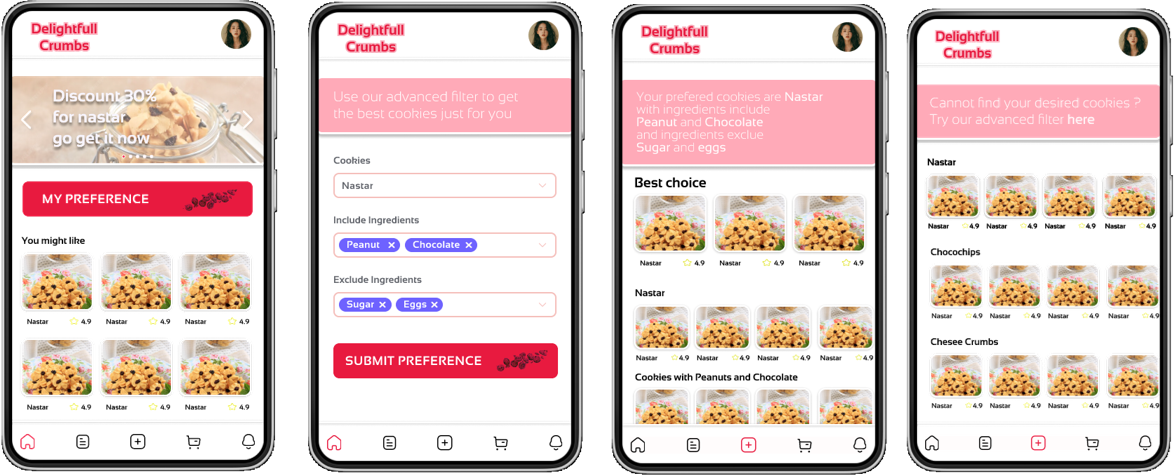 Delightfull
Crumbs
Discount 30%
for nastar
go get it now
MY PREFERENCE
You might like
Nastar 4.9 Nastar 4.9 Nastar 4.9
Nastar 4.9 Nastar 4.9 Nastar 4.9
Delightfull
Crumbs
Use our advanced filter to get
the best cookies just for you
Cookies
Nastar
Include Ingredients
Peanut Chocolate
Exclude Ingredients
Sugar Eggs
SUBMIT PREFERENCE
Delightfull
Crumbs
Your prefered cookies are Nastar
with ingredients include
Peanut and Chocolate
and ingredients exclue
Sugar and eggs
Best choice
Nastar 4.9 Nastar 4.9 Nastar 4.9
Nastar
Nastar 4.9 Nastar 4.9 Nastar 4.9 Nastar 4.9
Cookies with Peanuts and Chocolate
Delightfull
Crumbs
Cannot find your desired cookies ?
Try our advanced filter here
Nastar
Nastar 4.9 Nastar 4.9 Nastar 4.9 Nastar 4.9
Chocochips
Nastar 4.9 Nastar 4.9 Nastar 4.9 Nastar 4.9
Chesee Crumbs
Nastar 4.9 Nastar 4.9 Nastar 4.9 Nastar 4.9